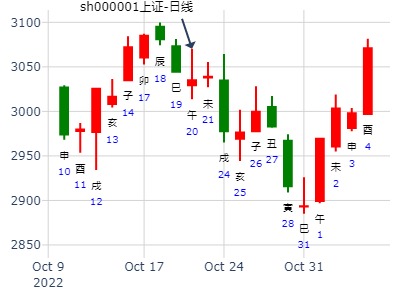 sh000001上证-日线
3100
3050
3000
2950
2900
2850
申
10
酉
11
戌
12
亥
13
子
14
卯
17
辰
18
巳
19
午
20
未
21
戌
24
亥
25
子
26
丑
27
寅
28
巳
31
午
1
未
2
申
3
酉
4
Oct 9
2022
Oct 17
Oct 24
Oct 31